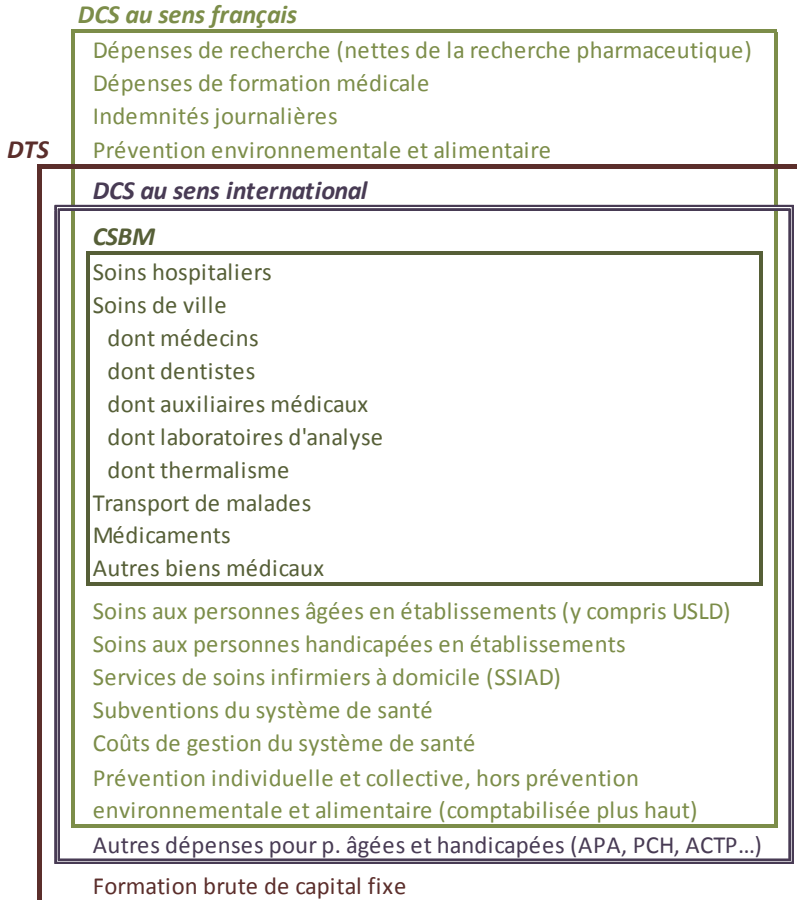 DCS au sens français
Dépenses de recherche (nettes de la recherche pharmaceutique)
Dépenses de formation médicale
Indemnités journalières
DTS
Prévention environnementale et alimentaire
DCS au sens international
CSBM
Soins hospitaliers
Soins de ville
dont médecins
dont dentistes
dont auxiliaires médicaux
dont laboratoires d'analyse
dont thermalisme
Transport de malades
Médicaments
Autres biens médicaux
Soins aux personnes âgées en établissements (y compris USLD)
Soins aux personnes handicapées en établissements
Services de soins infirmiers à domicile (SSIAD)
Subventions du système de santé
Coûts de gestion du système de santé
Prévention individuelle et collective, hors prévention
environnementale et alimentaire (comptabilisée plus haut)
Autres dépenses pour p. âgées et handicapées (APA, PCH, ACTP…)
Formation brute de capital fixe